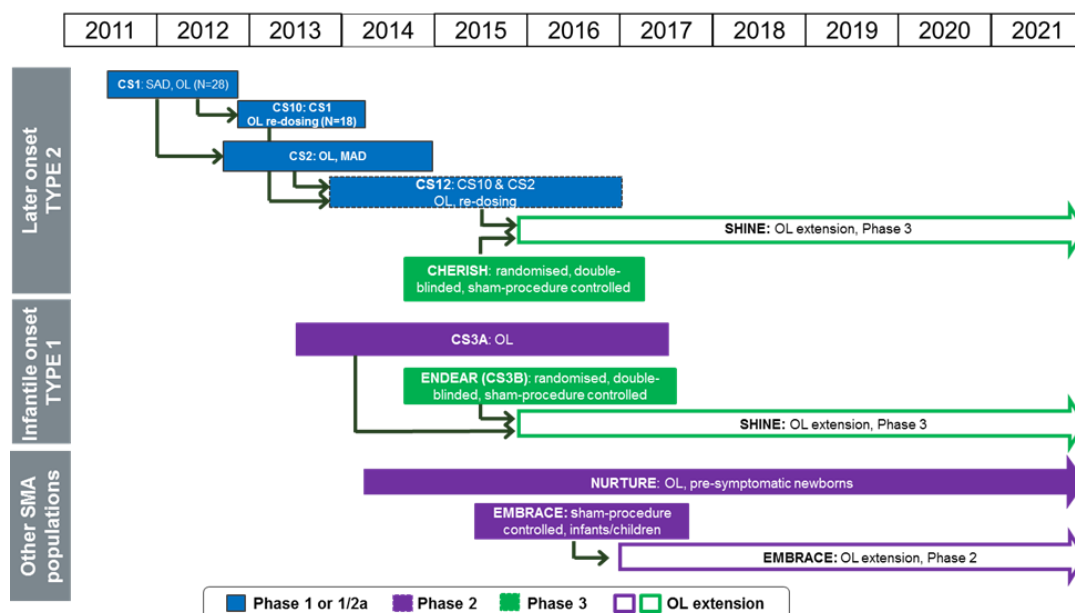 2011 2012 2013 2014 2015 2016 2017 2018 2019 2020 2021
Later onset
TYPE 2
CS1: SAD, OL (N=28)
CS10: CS1
OL re-dosing (N=18)
CS2: OL, MAD
CS12: CS10 & CS2
OL, re-dosing
SHINE: OL extension, Phase 3
CHERISH: randomised, double-
blinded, sham-procedure controlled
Infantile onset
TYPE 1
CS3A: OL
ENDEAR (CS3B): randomised, double-
blinded, sham-procedure controlled
SHINE: OL extension, Phase 3
Other SMA
populations
NURTURE: OL, pre-symptomatic newborns
EMBRACE: sham-procedure
controlled, infants/children
EMBRACE: OL extension, Phase 2
Phase 1 or 1/2a Phase 2 Phase 3 OL extension